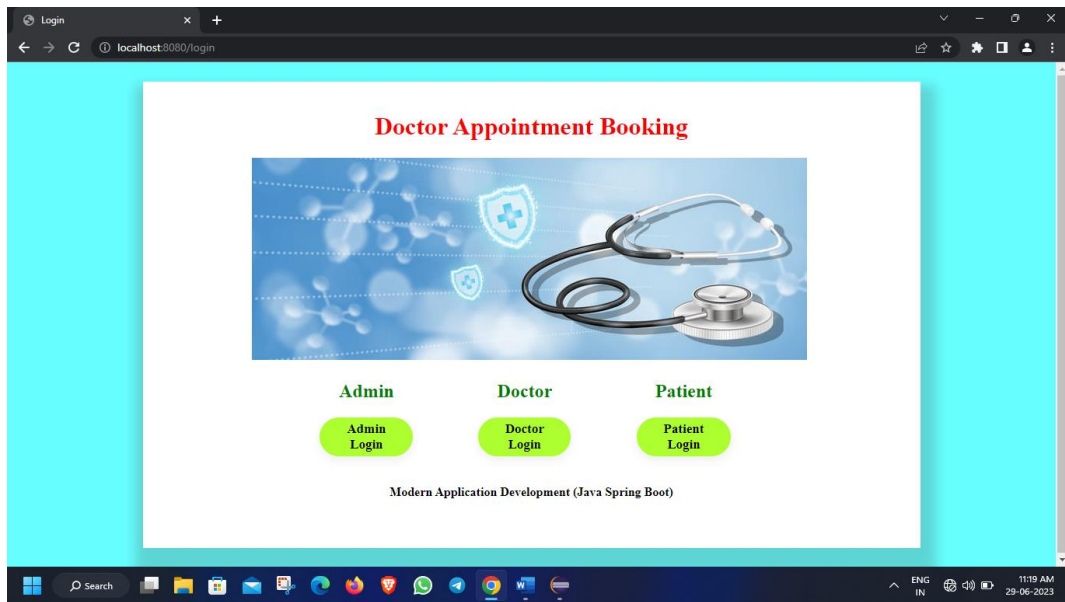 Login
localhost:8080/login
Doctor Appointment Booking
Admin Doctor Patient
Admin Login
Doctor Login
Patient Login
Modern Application Development (Java Spring Boot)
Search
ENG
IN
11:19 AM
29-06-2023